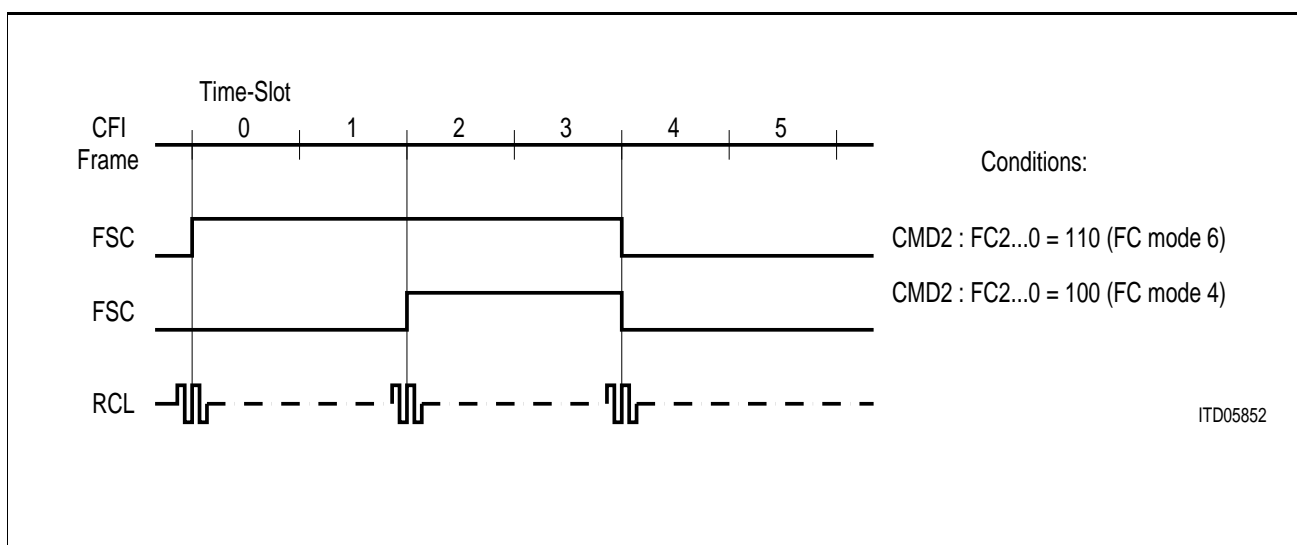 Time-Slot
CFI 0 1 2 3 4 5
Frame
Conditions:
FSC CMD2 : FC2...0 = 110 (FC mode 6)
FSC CMD2 : FC2...0 = 100 (FC mode 4)
RCL
ITD05852